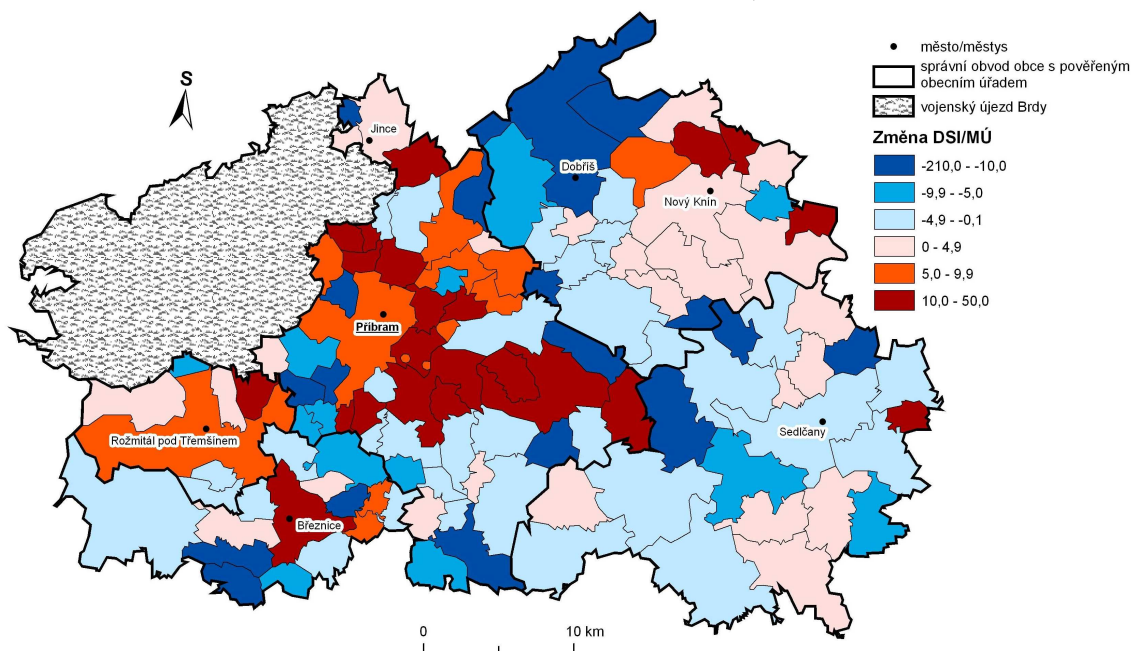 město/městys
správní obvod obce s pověřeným
obecním úřadem
vojenský újezd Brdy
Změna DSI/MÚ
-210,0 - -10,0
-9,9 - -5,0
-4,9 - -0,1
0 - 4,9
5,0 - 9,9
10,0 - 50,0
S
Jince
Dobříš
Nový Knín
Příbram
Rožmitál pod Třemšínem
Sedlčany
Březnice
0 10 km